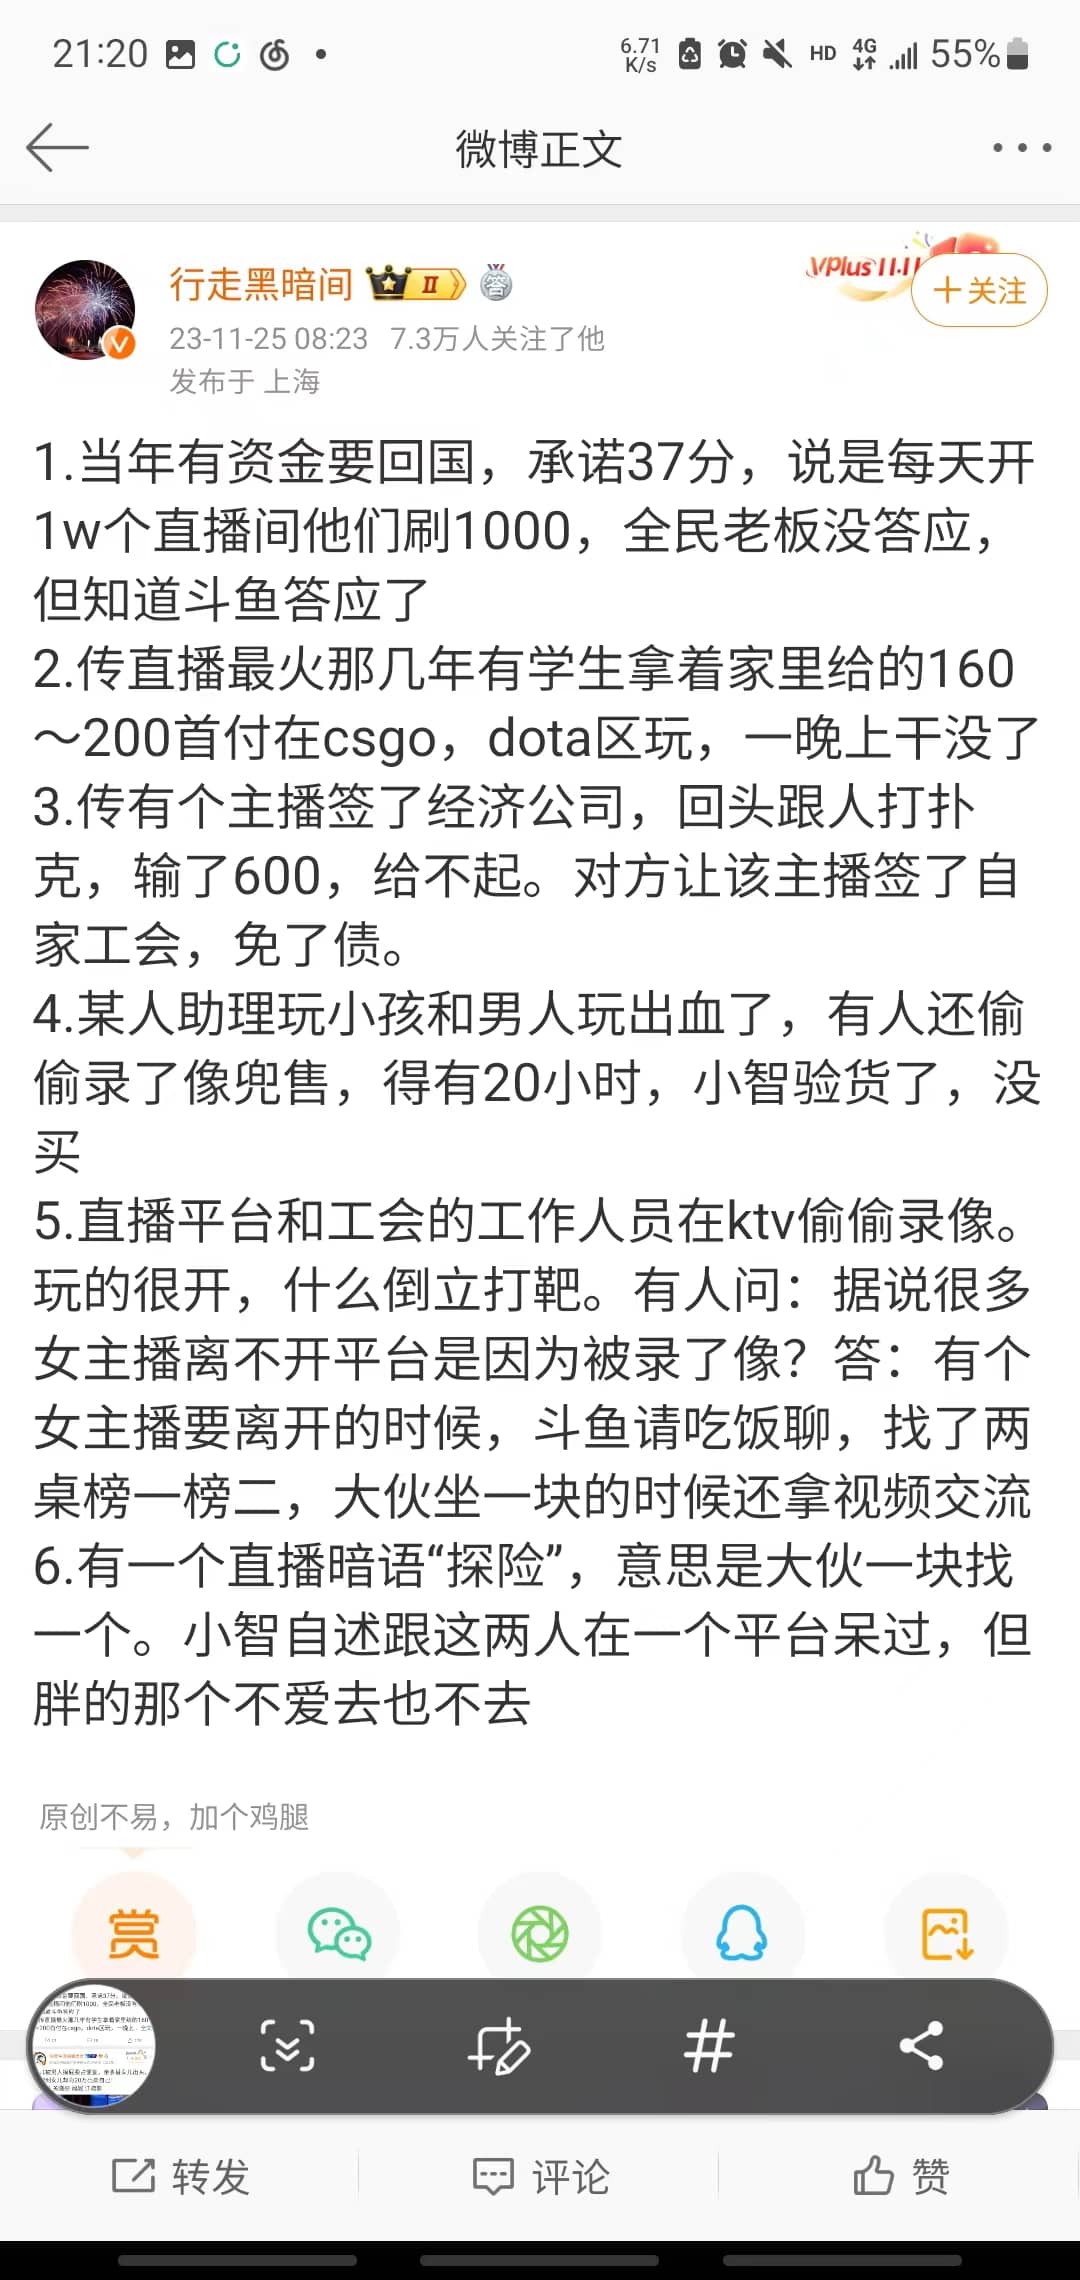 21:20
6.71
K/s
HD
4G
55%
微博正文
行走黑暗间
II
答
VPlus11.11
+关注
23-11-25 08:23 7.3万人关注了他
发布于 上海
1.当年有资金要回国，承诺37分，说是每天开
1w个直播间他们刷1000，全民老板没答应，
但知道斗鱼答应了
2.传直播最火那几年有学生拿着家里给的160
～200首付在csgo，dota区玩，一晚上干没了
3.传有个主播签了经济公司，回头跟人打扑
克，输了600，给不起。对方让该主播签了自
家工会，免了债。
4.某人助理玩小孩和男人玩出血了，有人还偷
偷录了像兜售，得有20小时，小智验货了，没
买
5.直播平台和工会的工作人员在ktv偷偷录像。
玩的很开，什么倒立打靶。有人问：据说很多
女主播离不开平台是因为被录了像？答：有个
女主播要离开的时候，斗鱼请吃饭聊，找了两
桌榜一榜二，大伙坐一块的时候还拿视频交流
6.有一个直播暗语“探险”，意思是大伙一块找
一个。小智自述跟这两人在一个平台呆过，但
胖的那个不爱去也不去
原创不易，加个鸡腿
赏
转发
评论
赞